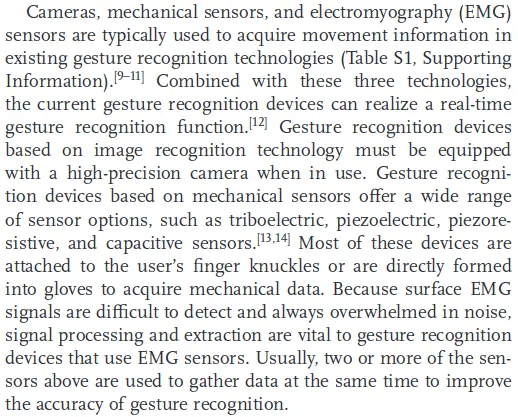 Cameras, mechanical sensors, and electromyography (EMG)
sensors are typically used to acquire movement information in
existing gesture recognition technologies (Table S1, Supporting
Information).[9–11] Combined with these three technologies,
the current gesture recognition devices can realize a real-time
gesture recognition function.[12] Gesture recognition devices
based on image recognition technology must be equipped
with a high-precision camera when in use. Gesture recogni-
tion devices based on mechanical sensors offer a wide range
of sensor options, such as triboelectric, piezoelectric, piezore-
sistive, and capacitive sensors.[13,14] Most of these devices are
attached to the user's finger knuckles or are directly formed
into gloves to acquire mechanical data. Because surface EMG
signals are difficult to detect and always overwhelmed in noise,
signal processing and extraction are vital to gesture recognition
devices that use EMG sensors. Usually, two or more of the sen-
sors above are used to gather data at the same time to improve
the accuracy of gesture recognition.